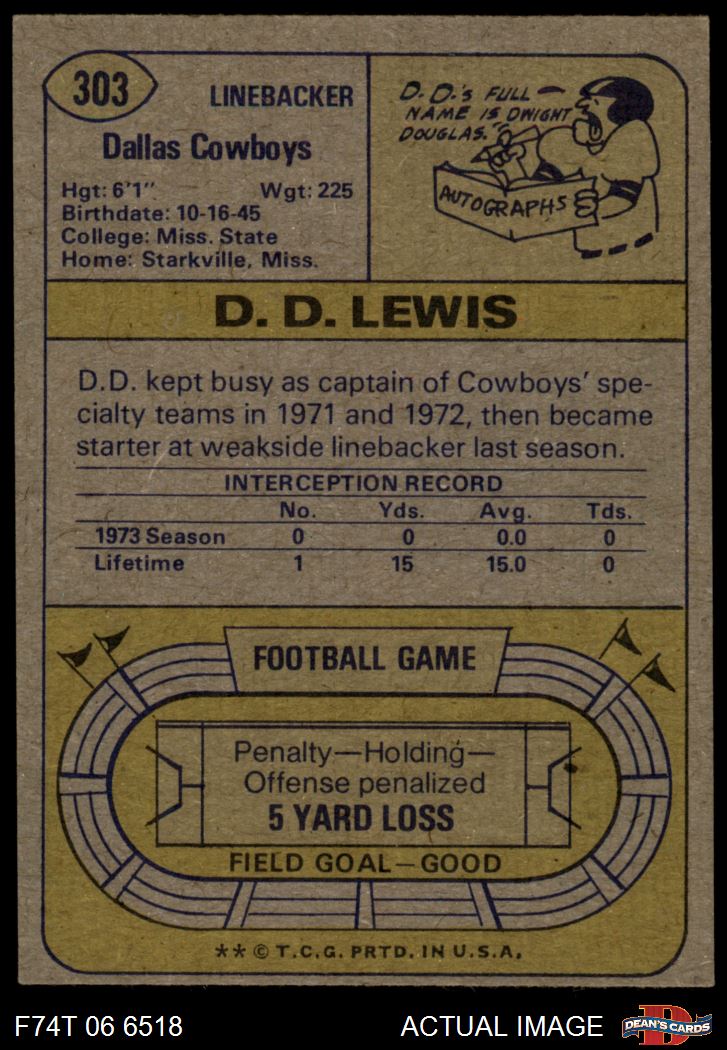 303
LINEBACKER
Dallas Cowboys
Hgt: 6'1" Wgt: 225
Birthdate: 10-16-45
College: Miss. State
Home: Starkville, Miss.
D. D.'s FULL
NAME IS DWIGHT
DOUGLAS.
AUTOGRAPHS
D. D. LEWIS
D.D. kept busy as captain of Cowboys' spe-
cialty teams in 1971 and 1972, then became
starter at weakside linebacker last season.
INTERCEPTION RECORD
No. Yds. Avg. Tds.
1973 Season 0 0 0.0 0
Lifetime 1 15 15.0 0
FOOTBALL GAME
Penalty—Holding—
Offense penalized
5 YARD LOSS
FIELD GOAL—GOOD
** © T.C.G. PRTD. IN U.S.A.
F74T 06 6518 ACTUAL IMAGE
DEAN'S CARDS